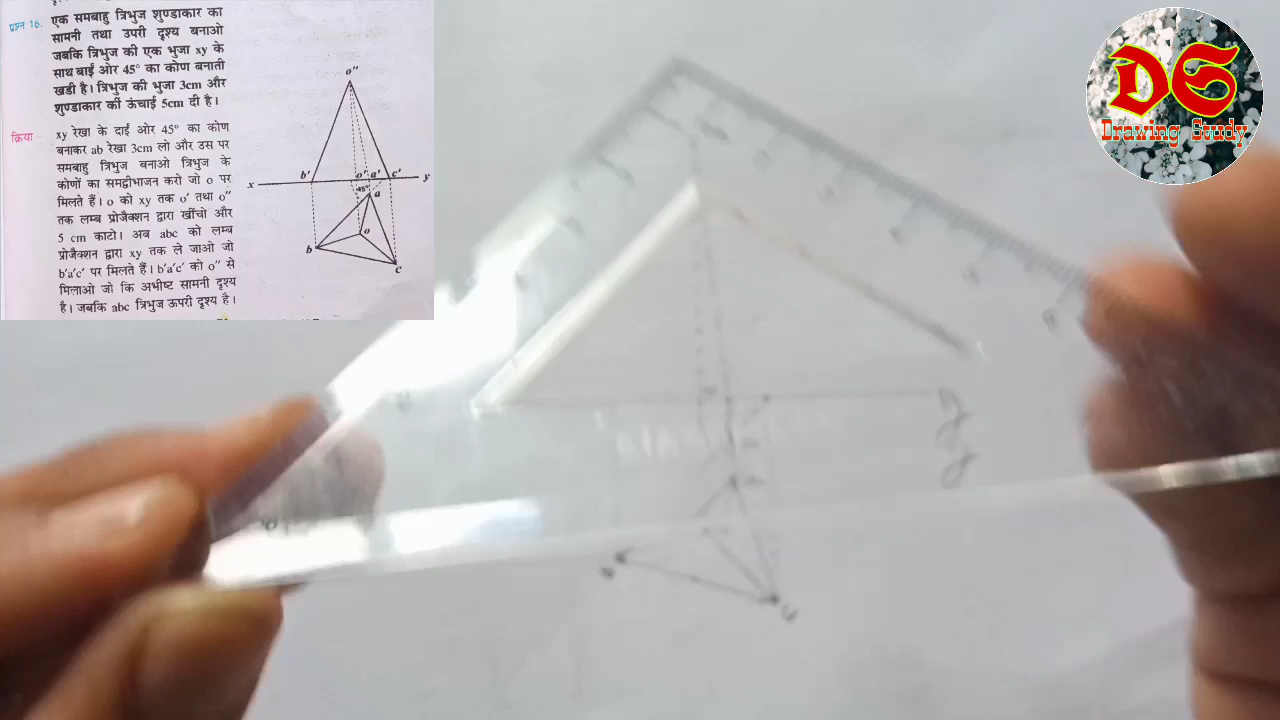 प्रश्न 16. एक समबाहु त्रिभुज शुण्डाकार का
सामनी तथा उपरी दृश्य बनाओ
जबकि त्रिभुज की एक भुजा xy के
साथ बाईं ओर 45° का कोण बनाती
खडी है। त्रिभुज की भुजा 3cm और
शुण्डाकार की ऊंचाई 5cm दी है।
क्रिया - xy रेखा के दाईं ओर 45° का कोण
बनाकर ab रेखा 3cm लो और उस पर
समबाहु त्रिभुज बनाओ त्रिभुज के
कोणों का समद्वीभाजन करो जो o पर
मिलते हैं। o को xy तक o' तथा o''
तक लम्ब प्रोजैक्शन द्वारा खींचो और
5 cm काटो। अब abc को लम्ब
प्रोजैक्शन द्वारा xy तक ले जाओ जो
b'a'c' पर मिलते हैं। b'a'c' को o'' से
मिलाओ जो कि अभीष्ट सामनी दृश्य
है। जबकि abc त्रिभुज ऊपरी दृश्य है।
o''
x b' o'' a' c' y
45°
a
b o
c
DS
Drawing Study
y